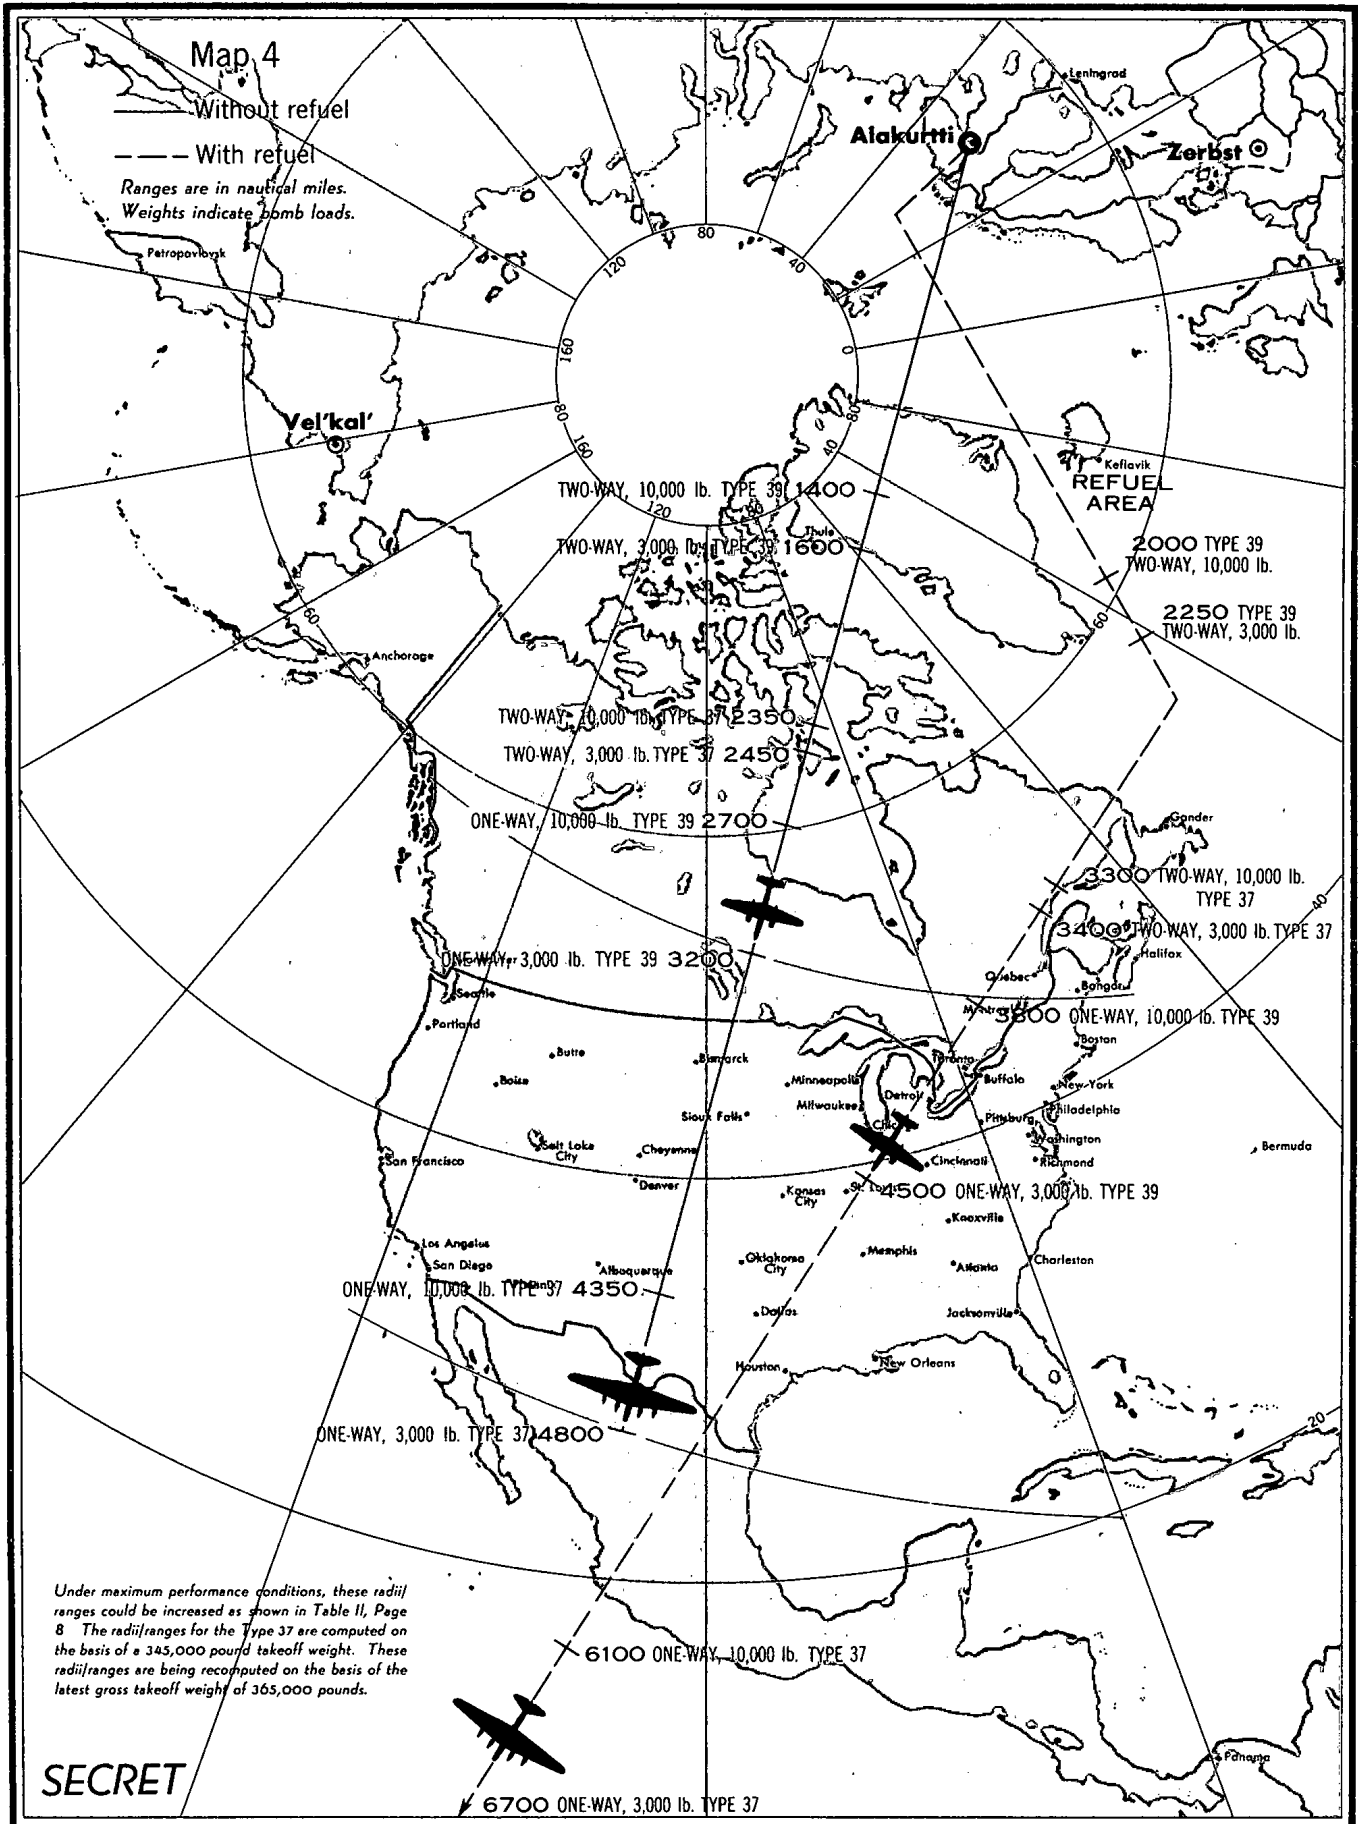 Map 4
Without refuel
With refuel
Ranges are in nautical miles.
Weights indicate bomb loads.
Leningrad
Alakurtti
Zerbst
Petropavlovsk
80
120
40
160
0
Vel'kal'
80
160
80
40
Keflavik
REFUEL
AREA
TWO-WAY, 10,000 lb. TYPE 39 1400
120
80
Thule
TWO-WAY, 3,000 lb. TYPE 39 1600
2000 TYPE 39
TWO-WAY, 10,000 lb.
60
60
2250 TYPE 39
TWO-WAY, 3,000 lb.
Anchorage
TWO-WAY, 10,000 lb. TYPE 37 2350
TWO-WAY, 3,000 lb. TYPE 37 2450
ONE-WAY, 10,000 lb. TYPE 39 2700
Gander
3300 TWO-WAY, 10,000 lb.
TYPE 37
40
3400 TWO-WAY, 3,000 lb. TYPE 37
Halifax
ONE-WAY, 3,000 lb. TYPE 39 3200
Quebec
Bangor
Seattle
Montreal
3800 ONE-WAY, 10,000 lb. TYPE 39
Portland
Boston
Butte
Bismarck
Toronto
Boise
Minneapolis
Buffalo
New York
Detroit
Milwaukee
Philadelphia
Sioux Falls
Pittsburg
Washington
Salt Lake
City
Cheyenne
Bermuda
San Francisco
Cincinnati
Richmond
Denver
Kansas
City
St. Louis
4500 ONE-WAY, 3,000 lb. TYPE 39
Knoxville
Los Angeles
Memphis
San Diego
Albuquerque
Oklahoma
City
Atlanta
Charleston
ONE-WAY, 10,000 lb. TYPE 37 4350
Dallas
Jacksonville
Houston
New Orleans
ONE-WAY, 3,000 lb. TYPE 37 4800
20
Under maximum performance conditions, these radii/
ranges could be increased as shown in Table II, Page
8 The radii/ranges for the Type 37 are computed on
the basis of a 345,000 pound takeoff weight. These
radii/ranges are being recomputed on the basis of the
latest gross takeoff weight of 365,000 pounds.
6100 ONE-WAY, 10,000 lb. TYPE 37
Panama
SECRET
6700 ONE-WAY, 3,000 lb. TYPE 37